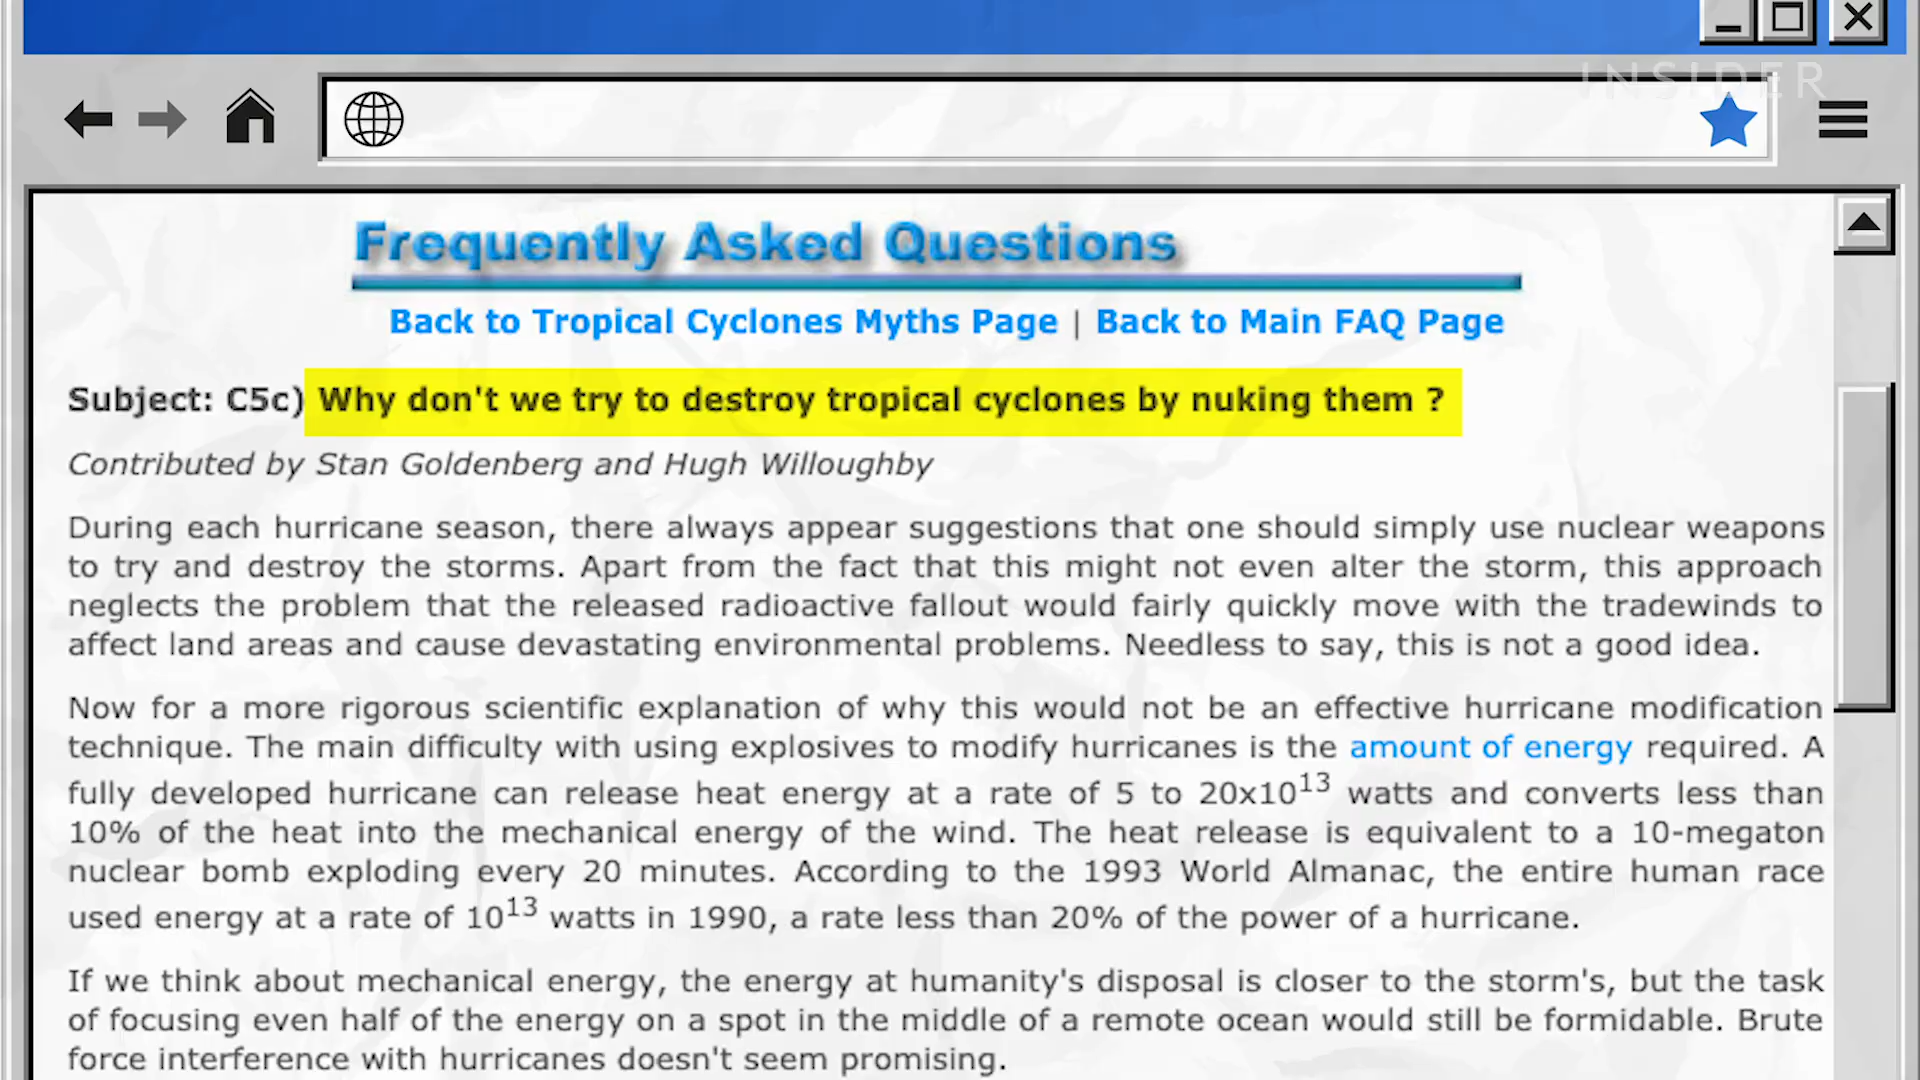 INSIDER
Frequently Asked Questions
Back to Tropical Cyclones Myths Page | Back to Main FAQ Page
Subject: C5c) Why don't we try to destroy tropical cyclones by nuking them ?
Contributed by Stan Goldenberg and Hugh Willoughby
During each hurricane season, there always appear suggestions that one should simply use nuclear weapons
to try and destroy the storms. Apart from the fact that this might not even alter the storm, this approach
neglects the problem that the released radioactive fallout would fairly quickly move with the tradewinds to
affect land areas and cause devastating environmental problems. Needless to say, this is not a good idea.
Now for a more rigorous scientific explanation of why this would not be an effective hurricane modification
technique. The main difficulty with using explosives to modify hurricanes is the amount of energy required. A
fully developed hurricane can release heat energy at a rate of 5 to 20x10¹³ watts and converts less than
10% of the heat into the mechanical energy of the wind. The heat release is equivalent to a 10-megaton
nuclear bomb exploding every 20 minutes. According to the 1993 World Almanac, the entire human race
used energy at a rate of 10¹³ watts in 1990, a rate less than 20% of the power of a hurricane.
If we think about mechanical energy, the energy at humanity's disposal is closer to the storm's, but the task
of focusing even half of the energy on a spot in the middle of a remote ocean would still be formidable. Brute
force interference with hurricanes doesn't seem promising.